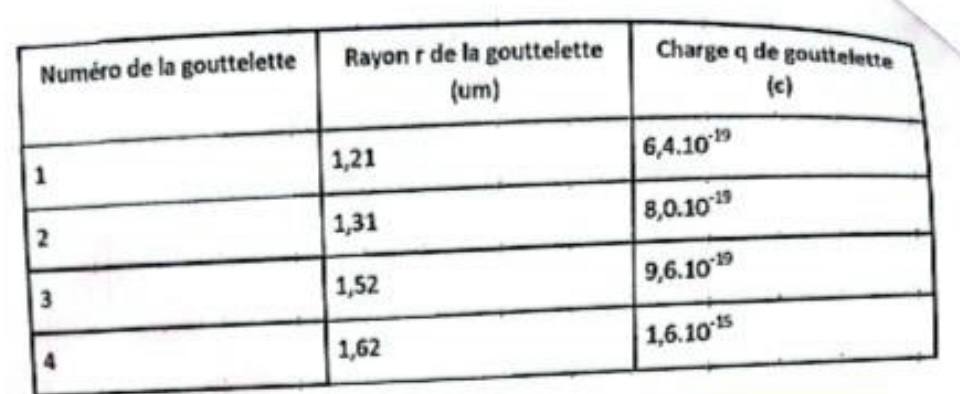 Numéro de la gouttelette
Rayon r de la gouttelette
(um)
Charge q de gouttelette
(c)
1
1,21
6,4.10⁻¹⁹
2
1,31
8,0.10⁻¹⁹
3
1,52
9,6.10⁻¹⁹
4
1,62
1,6.10⁻¹⁵